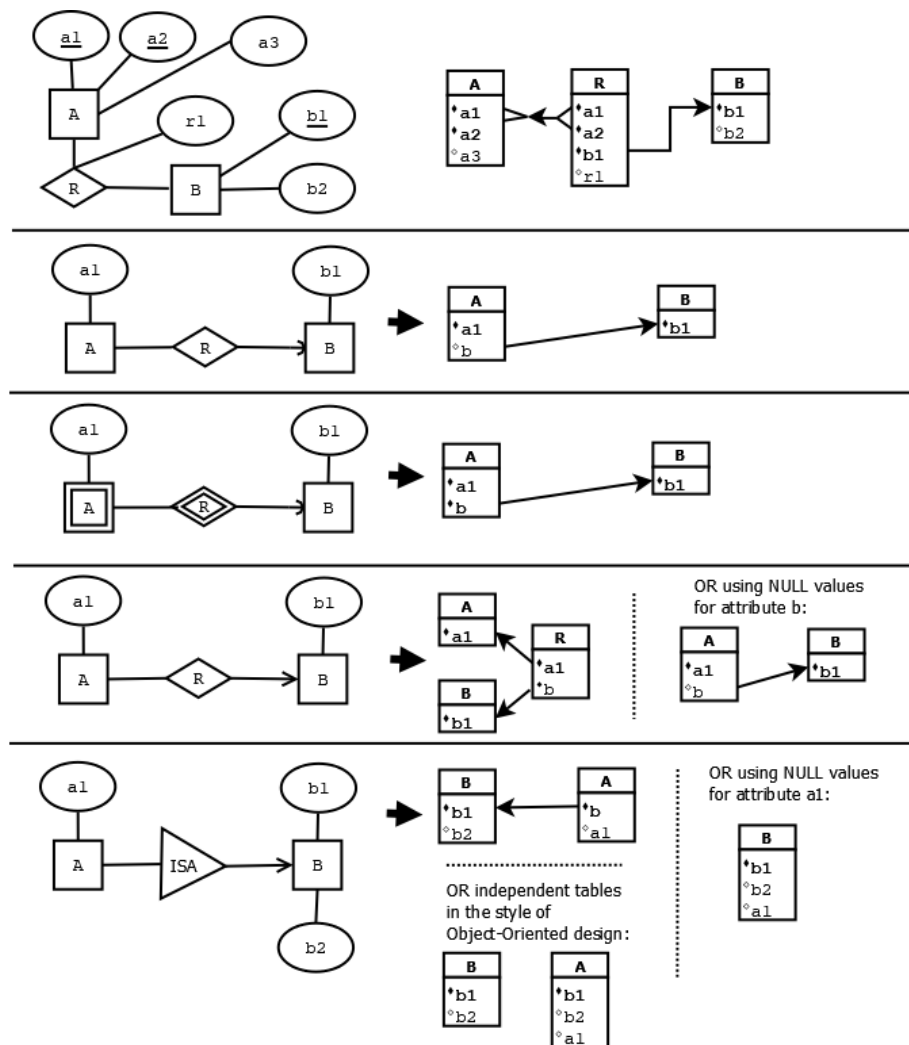 a1
a2
a3
A
r1
b1
R
B
b2
A
a1
a2
a3
R
a1
a2
b1
r1
B
b1
b2
a1
b1
A
R
B
A
a1
b
B
b1
a1
b1
A
R
B
A
a1
b
B
b1
a1
b1
A
R
B
A
a1
B
b1
R
a1
b
OR using NULL values
for attribute b:
A
a1
b
B
b1
a1
b1
A
ISA
B
b2
B
b1
b2
A
b
a1
OR using NULL values
for attribute a1:
B
b1
b2
a1
OR independent tables
in the style of
Object-Oriented design:
B
b1
b2
A
b1
b2
a1